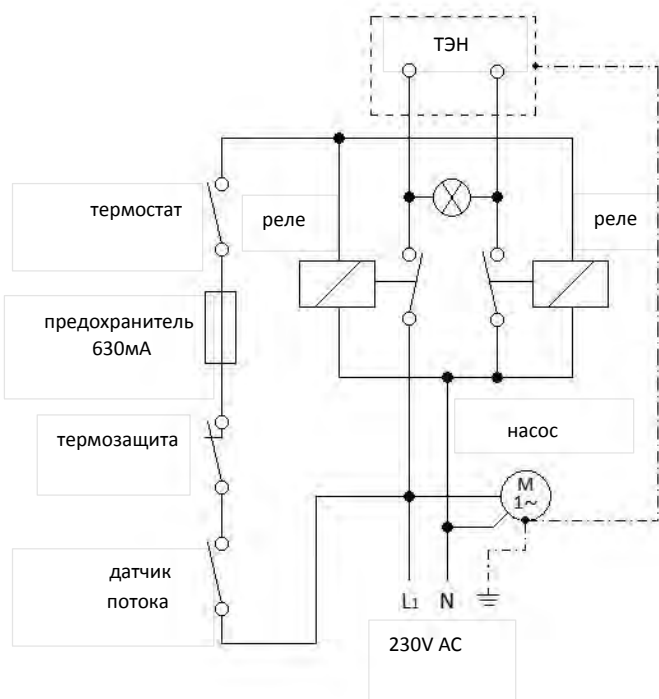 ТЭН
термостат
реле
реле
предохранитель
630мА
термозащита
насос
M
1~
датчик
потока
L1 N
230V AC